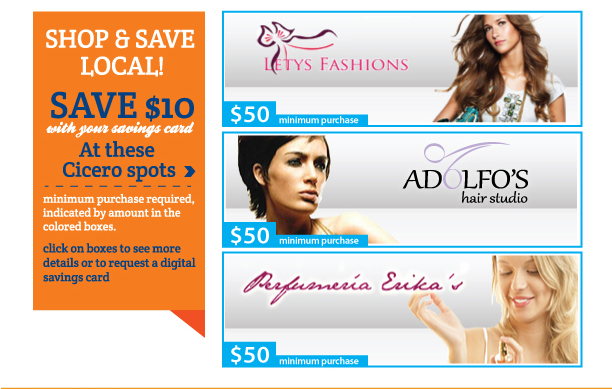 SHOP & SAVE
LOCAL!
SAVE $10
with your savings card
At these
Cicero spots
minimum purchase required,
indicated by amount in the
colored boxes.
click on boxes to see more
details or to request a digital
savings card
LETYS FASHIONS
$50 minimum purchase
ADOLFO'S
hair studio
$50 minimum purchase
Perfumería Erika's
$50 minimum purchase